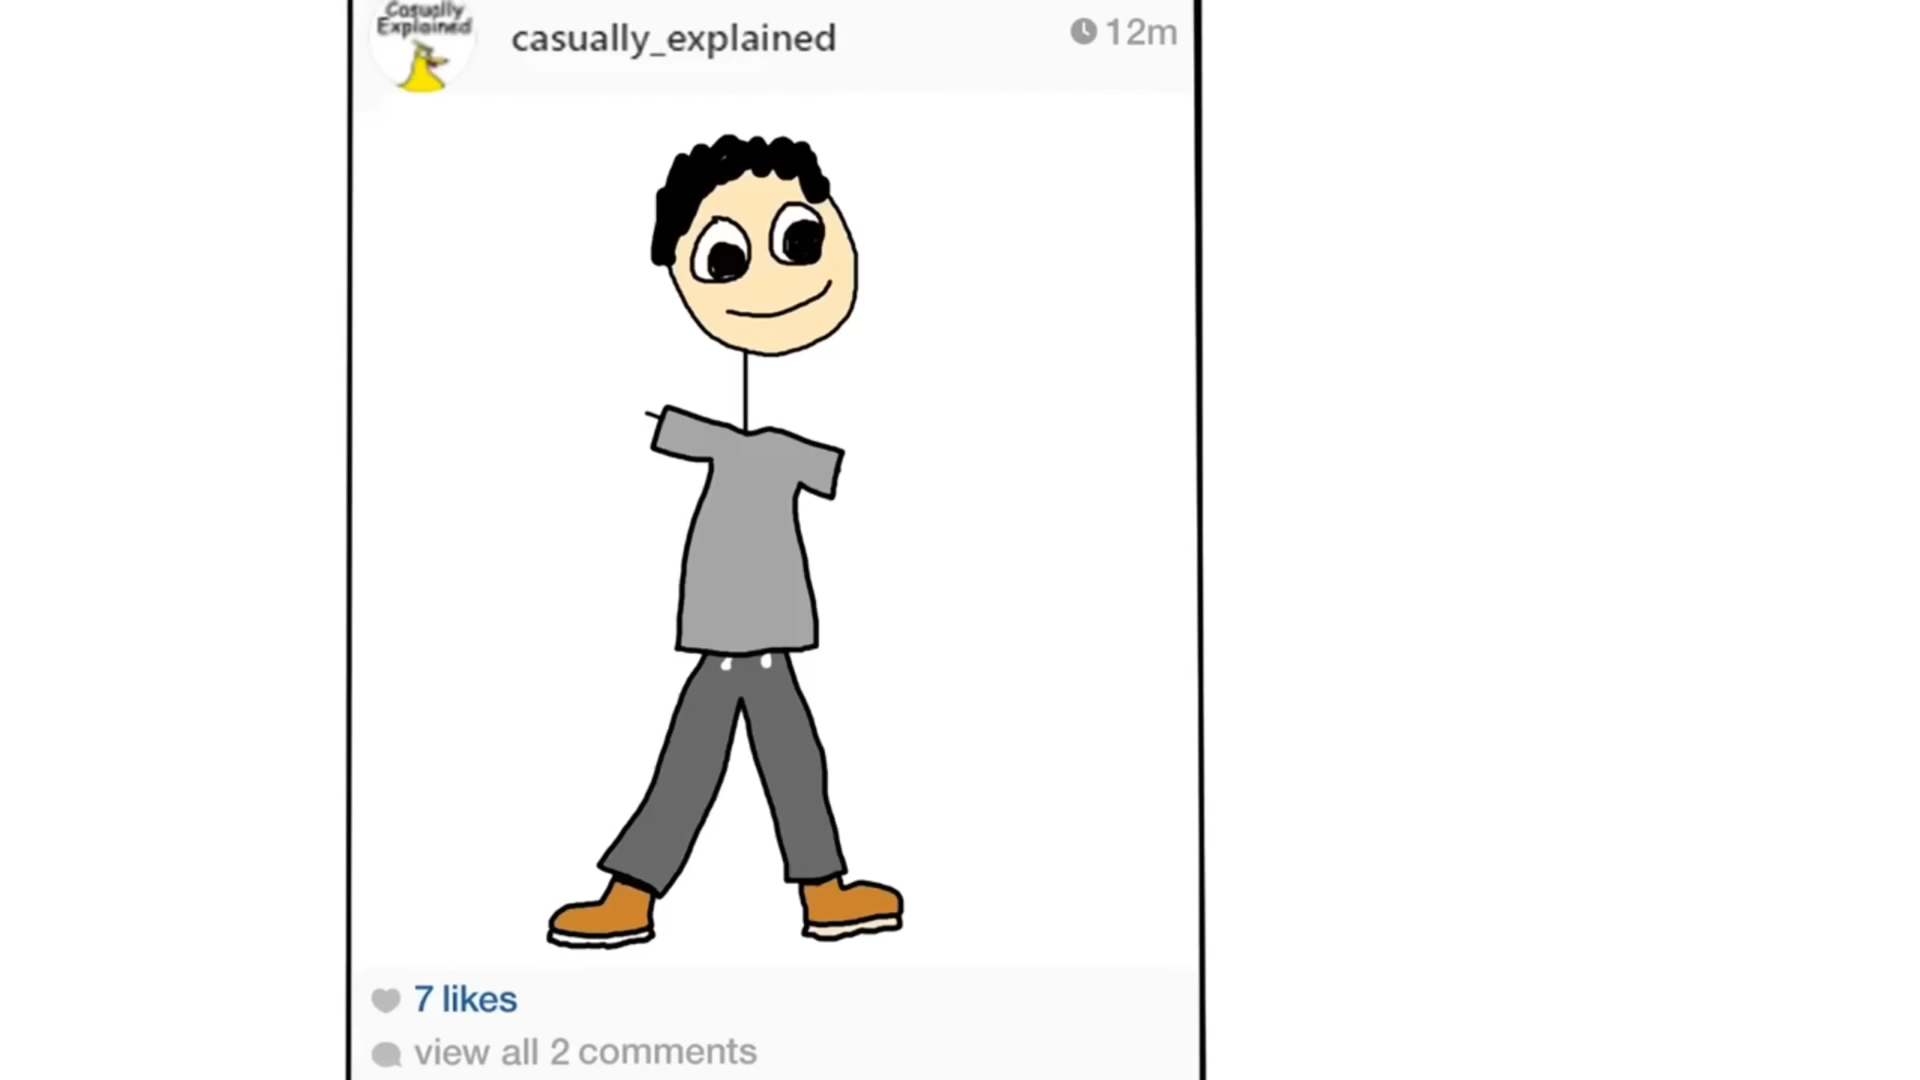 Casually
Explained
casually_explained
12m
7 likes
view all 2 comments